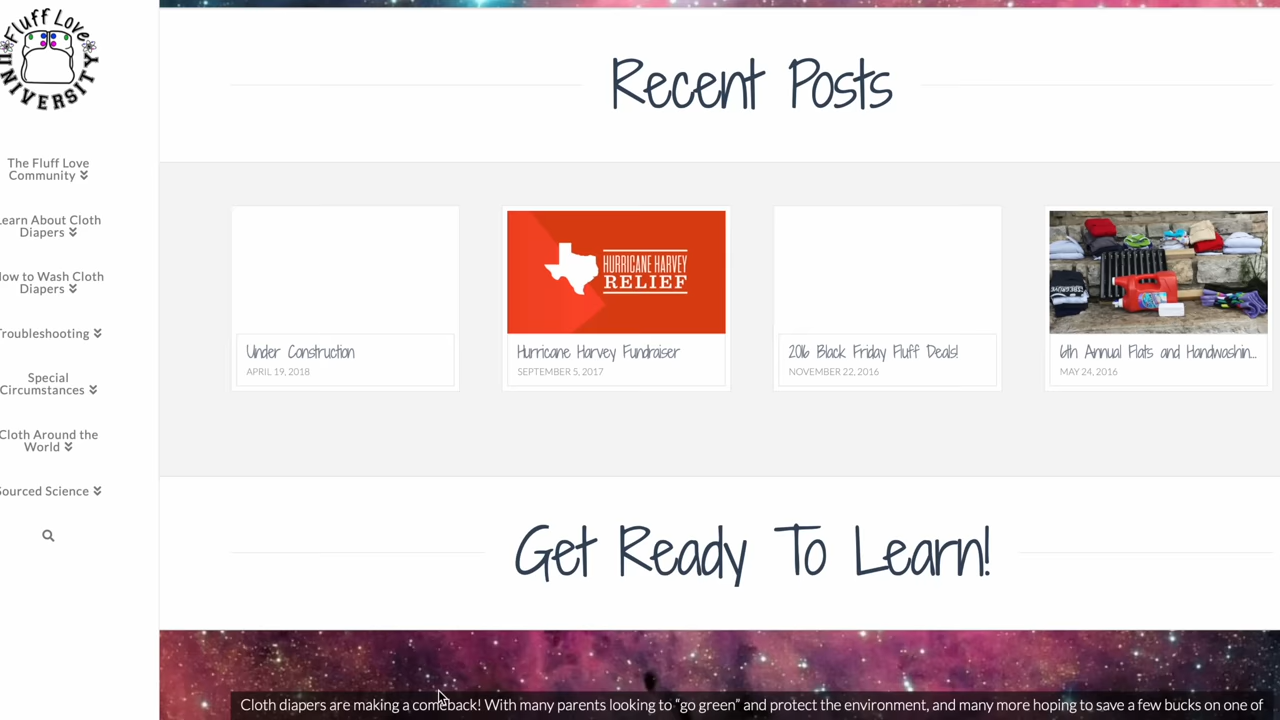 Fluff Love
UNIVERSITY
The Fluff Love
Community
Learn About Cloth
Diapers
How to Wash Cloth
Diapers
Troubleshooting
Special
Circumstances
Cloth Around the
World
Sourced Science
Recent Posts
HURRICANE HARVEY
RELIEF
Under Construction
APRIL 19, 2018
Hurricane Harvey Fundraiser
SEPTEMBER 5, 2017
2016 Black Friday Fluff Deals!
NOVEMBER 22, 2016
6th Annual Flats and Handwashin...
MAY 24, 2016
Get Ready To Learn!
Cloth diapers are making a comeback! With many parents looking to “go green” and protect the environment, and many more hoping to save a few bucks on one of